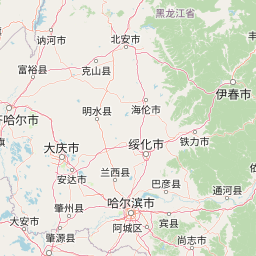 黑龙江省
讷河市
北安市
富裕县
克山县
伊春市
明水县
海伦市
齐哈尔市
绥化市
铁力市
大庆市
安达市
兰西县
巴彦县
通河县
肇州县
哈尔滨市
大安市
宾县
阿城区
肇源县
尚志市